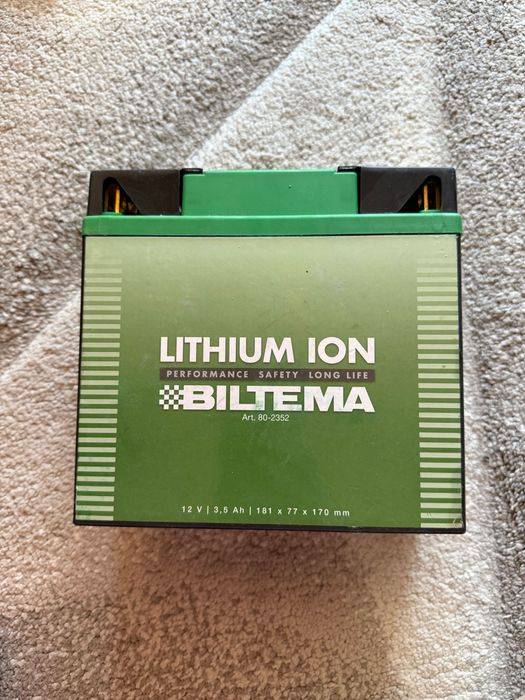 LITHIUM ION
PERFORMANCE SAFETY LONG LIFE
BILTEMA
Art. 80-2352
12 V | 3,5 Ah | 181 x 77 x 170 mm